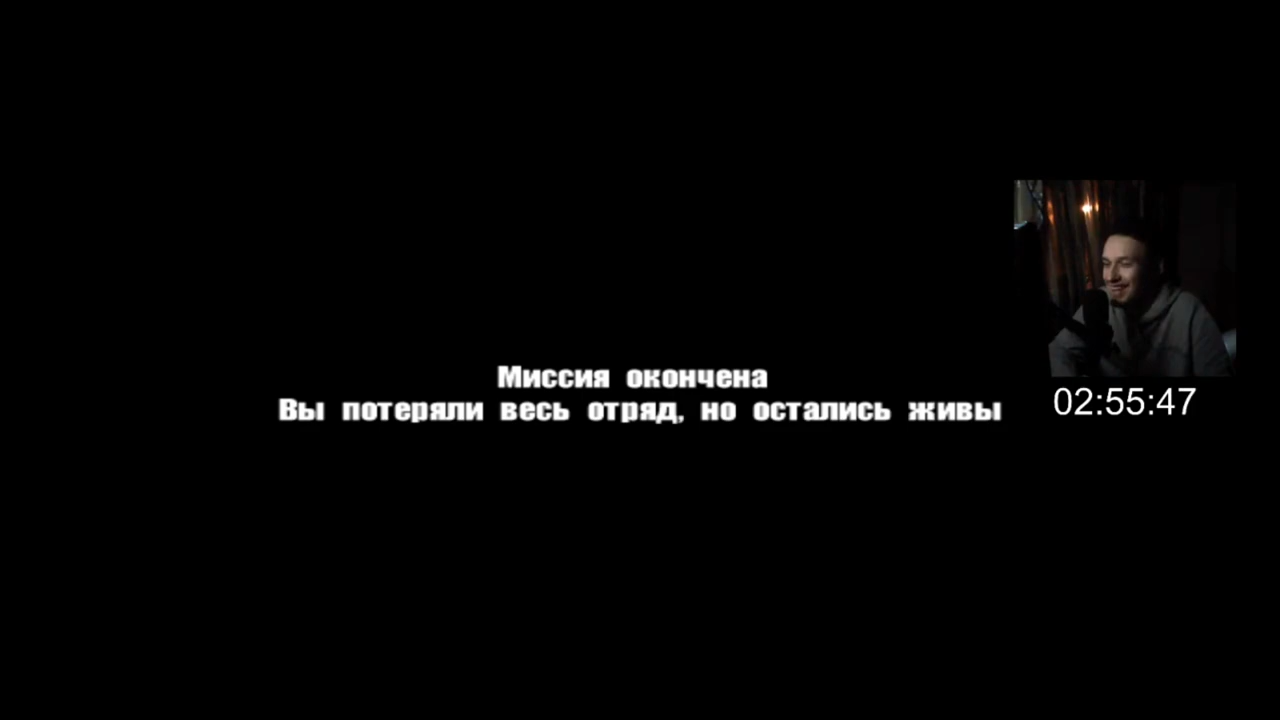 Миссия окончена
Вы потеряли весь отряд, но остались живы
02:55:47